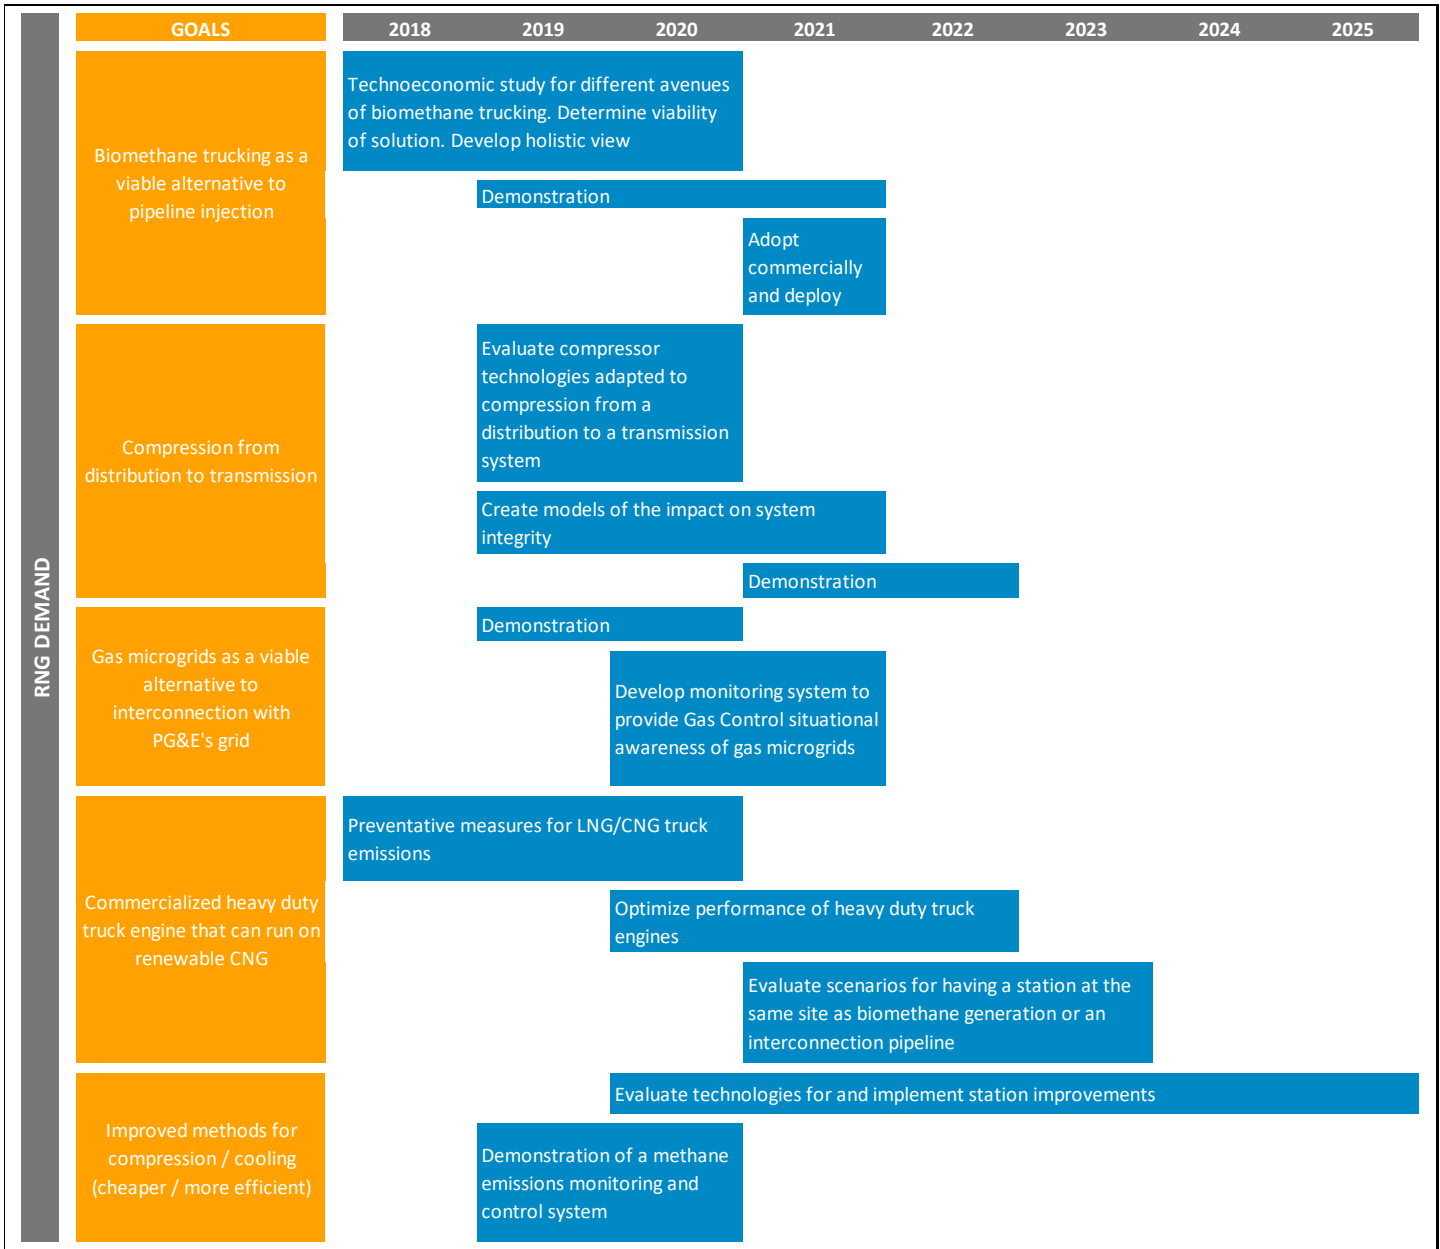 GOALS 2018 2019 2020 2021 2022 2023 2024 2025
RNG DEMAND
Biomethane trucking as a
viable alternative to
pipeline injection
Technoeconomic study for different avenues
of biomethane trucking. Determine viability
of solution. Develop holistic view
Demonstration
Adopt
commercially
and deploy
Compression from
distribution to transmission
Evaluate compressor
technologies adapted to
compression from a
distribution to a transmission
system
Create models of the impact on system
integrity
Demonstration
Gas microgrids as a viable
alternative to
interconnection with
PG&E's grid
Demonstration
Develop monitoring system to
provide Gas Control situational
awareness of gas microgrids
Commercialized heavy duty
truck engine that can run on
renewable CNG
Preventative measures for LNG/CNG truck
emissions
Optimize performance of heavy duty truck
engines
Evaluate scenarios for having a station at the
same site as biomethane generation or an
interconnection pipeline
Improved methods for
compression / cooling
(cheaper / more efficient)
Evaluate technologies for and implement station improvements
Demonstration of a methane
emissions monitoring and
control system